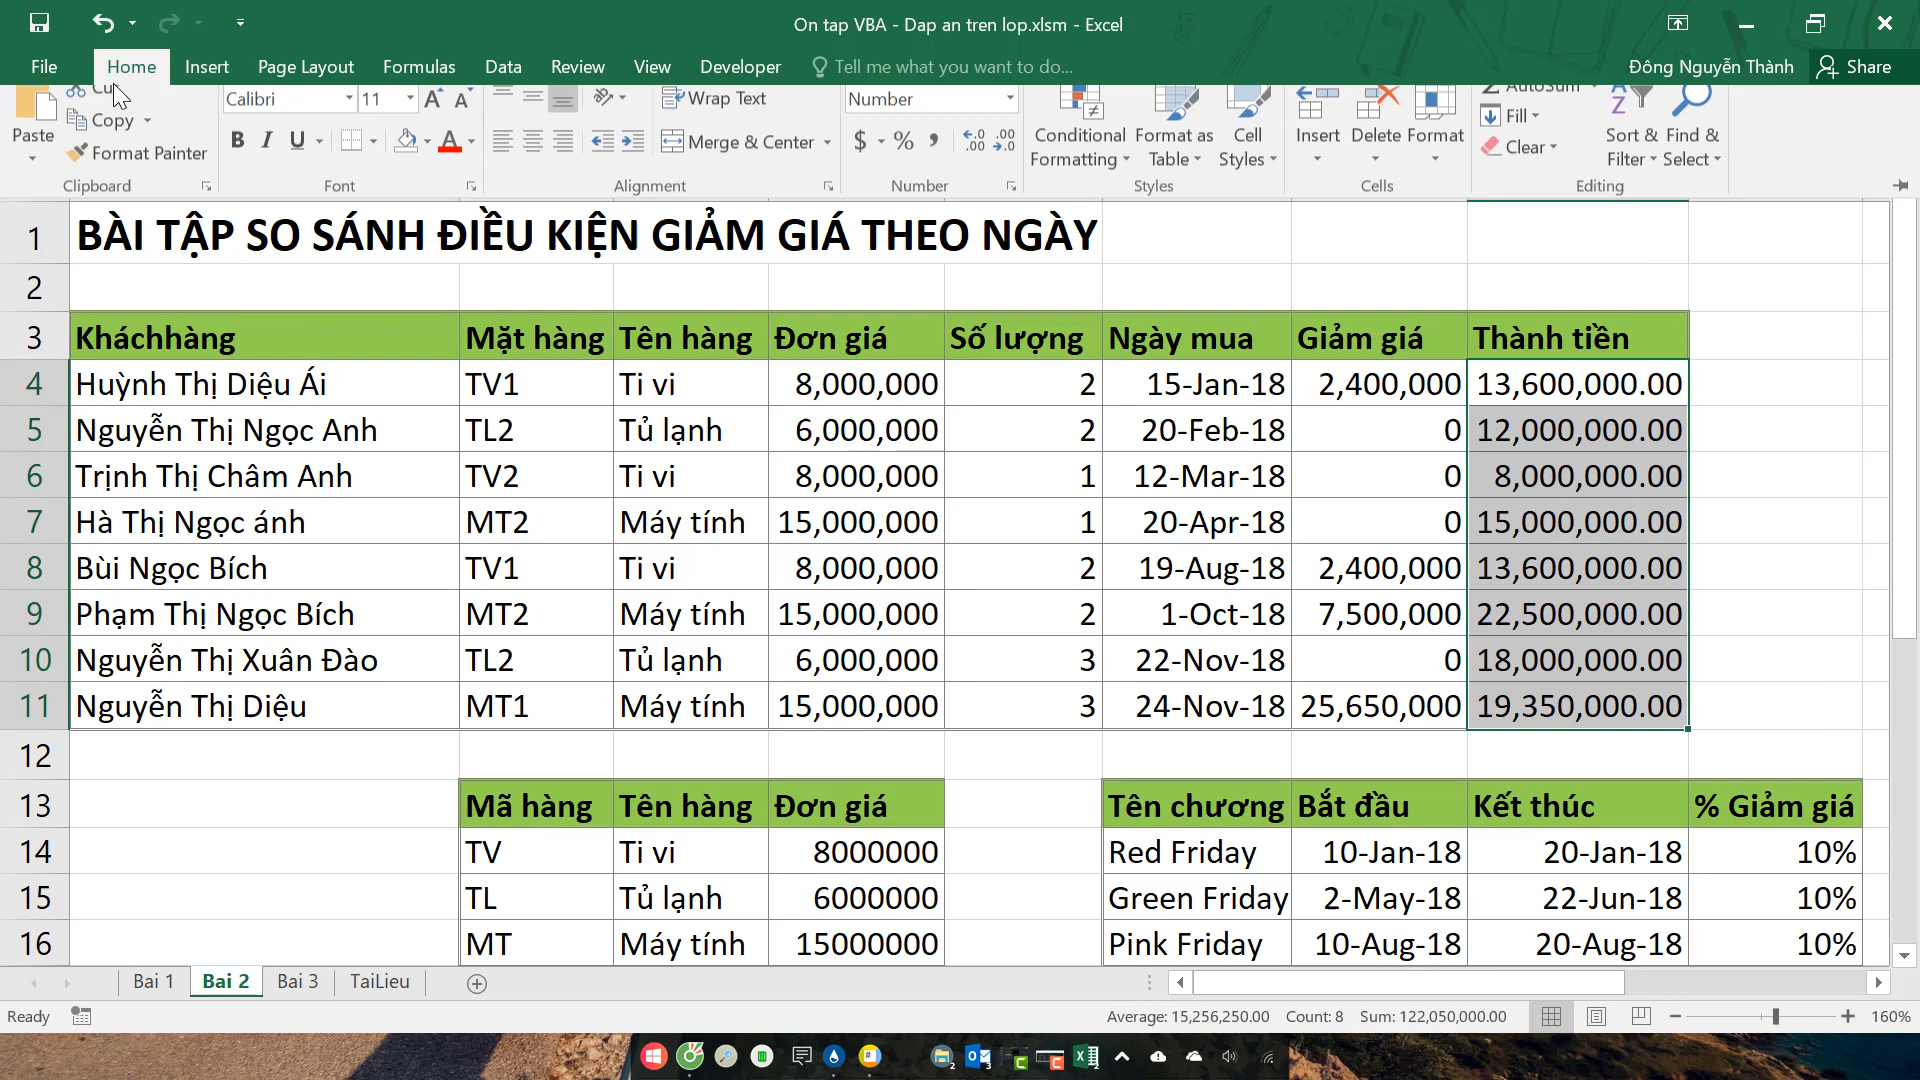 On tap VBA - Dap an tren lop.xlsm - Excel
File Home Insert Page Layout Formulas Data Review View Developer Tell me what you want to do... Đông Nguyễn Thành Share
Calibri 11 Wrap Text Number AutoSum
Paste Copy Merge & Center $ % Conditional Formatting Format as Table Cell Styles Insert Delete Format Fill Sort & Filter Find & Select
Format Painter Clear
Clipboard Font Alignment Number Styles Cells Editing
1 BÀI TẬP SO SÁNH ĐIỀU KIỆN GIẢM GIÁ THEO NGÀY
2
3 Kháchhàng Mặt hàng Tên hàng Đơn giá Số lượng Ngày mua Giảm giá Thành tiền
4 Huỳnh Thị Diệu Ái TV1 Ti vi 8,000,000 2 15-Jan-18 2,400,000 13,600,000.00
5 Nguyễn Thị Ngọc Anh TL2 Tủ lạnh 6,000,000 2 20-Feb-18 0 12,000,000.00
6 Trịnh Thị Châm Anh TV2 Ti vi 8,000,000 1 12-Mar-18 0 8,000,000.00
7 Hà Thị Ngọc ánh MT2 Máy tính 15,000,000 1 20-Apr-18 0 15,000,000.00
8 Bùi Ngọc Bích TV1 Ti vi 8,000,000 2 19-Aug-18 2,400,000 13,600,000.00
9 Phạm Thị Ngọc Bích MT2 Máy tính 15,000,000 2 1-Oct-18 7,500,000 22,500,000.00
10 Nguyễn Thị Xuân Đào TL2 Tủ lạnh 6,000,000 3 22-Nov-18 0 18,000,000.00
11 Nguyễn Thị Diệu MT1 Máy tính 15,000,000 3 24-Nov-18 25,650,000 19,350,000.00
12
13 Mã hàng Tên hàng Đơn giá Tên chương Bắt đầu Kết thúc % Giảm giá
14 TV Ti vi 8000000 Red Friday 10-Jan-18 20-Jan-18 10%
15 TL Tủ lạnh 6000000 Green Friday 2-May-18 22-Jun-18 10%
16 MT Máy tính 15000000 Pink Friday 10-Aug-18 20-Aug-18 10%
Bai 1 Bai 2 Bai 3 TaiLieu
Ready Average: 15,256,250.00 Count: 8 Sum: 122,050,000.00 160%